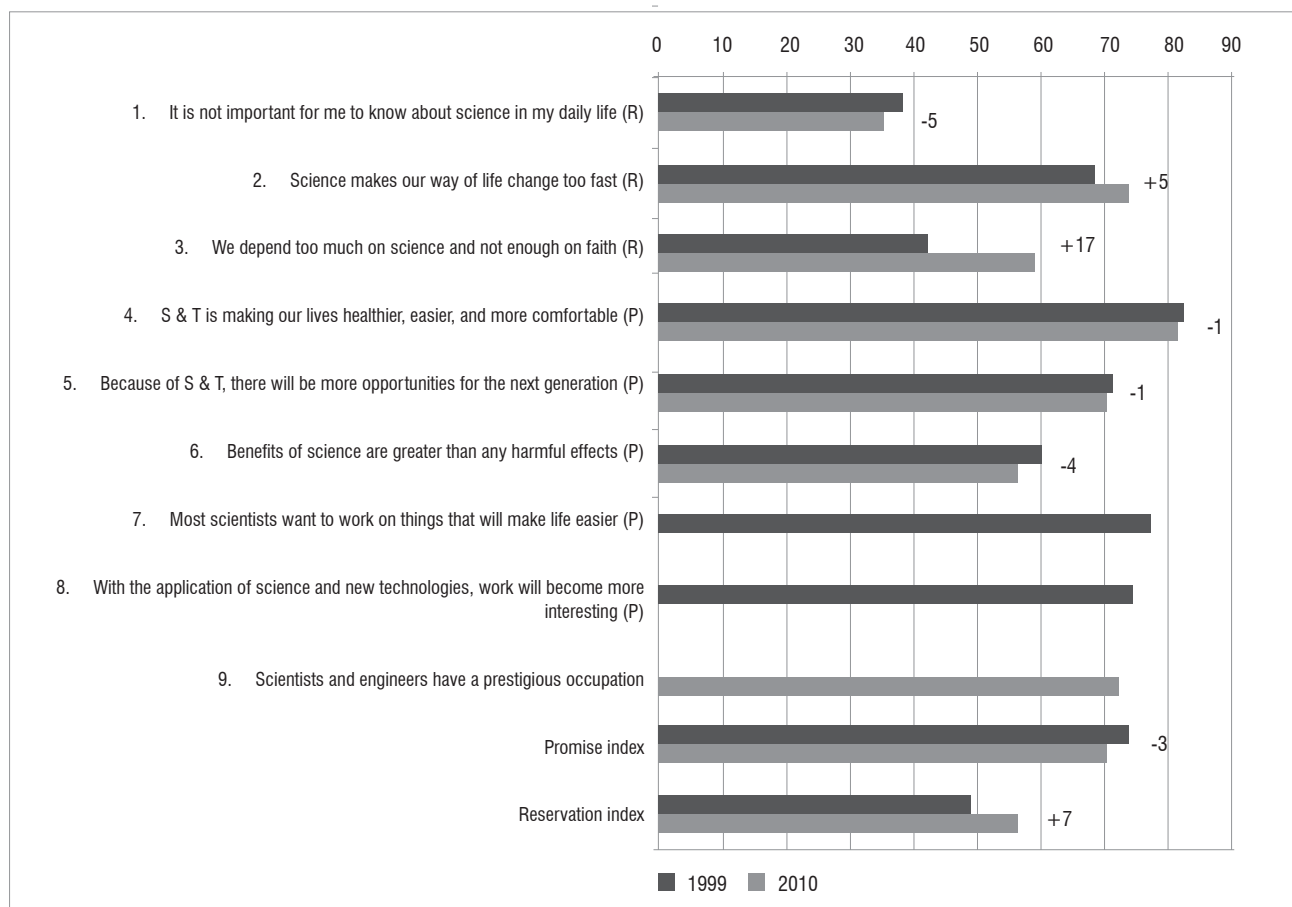 0 10 20 30 40 50 60 70 80 90
1. It is not important for me to know about science in my daily life (R)
-5
2. Science makes our way of life change too fast (R)
+5
3. We depend too much on science and not enough on faith (R)
+17
4. S & T is making our lives healthier, easier, and more comfortable (P)
-1
5. Because of S & T, there will be more opportunities for the next generation (P)
-1
6. Benefits of science are greater than any harmful effects (P)
-4
7. Most scientists want to work on things that will make life easier (P)
8. With the application of science and new technologies, work will become more
interesting (P)
9. Scientists and engineers have a prestigious occupation
Promise index
-3
Reservation index
+7
1999 2010